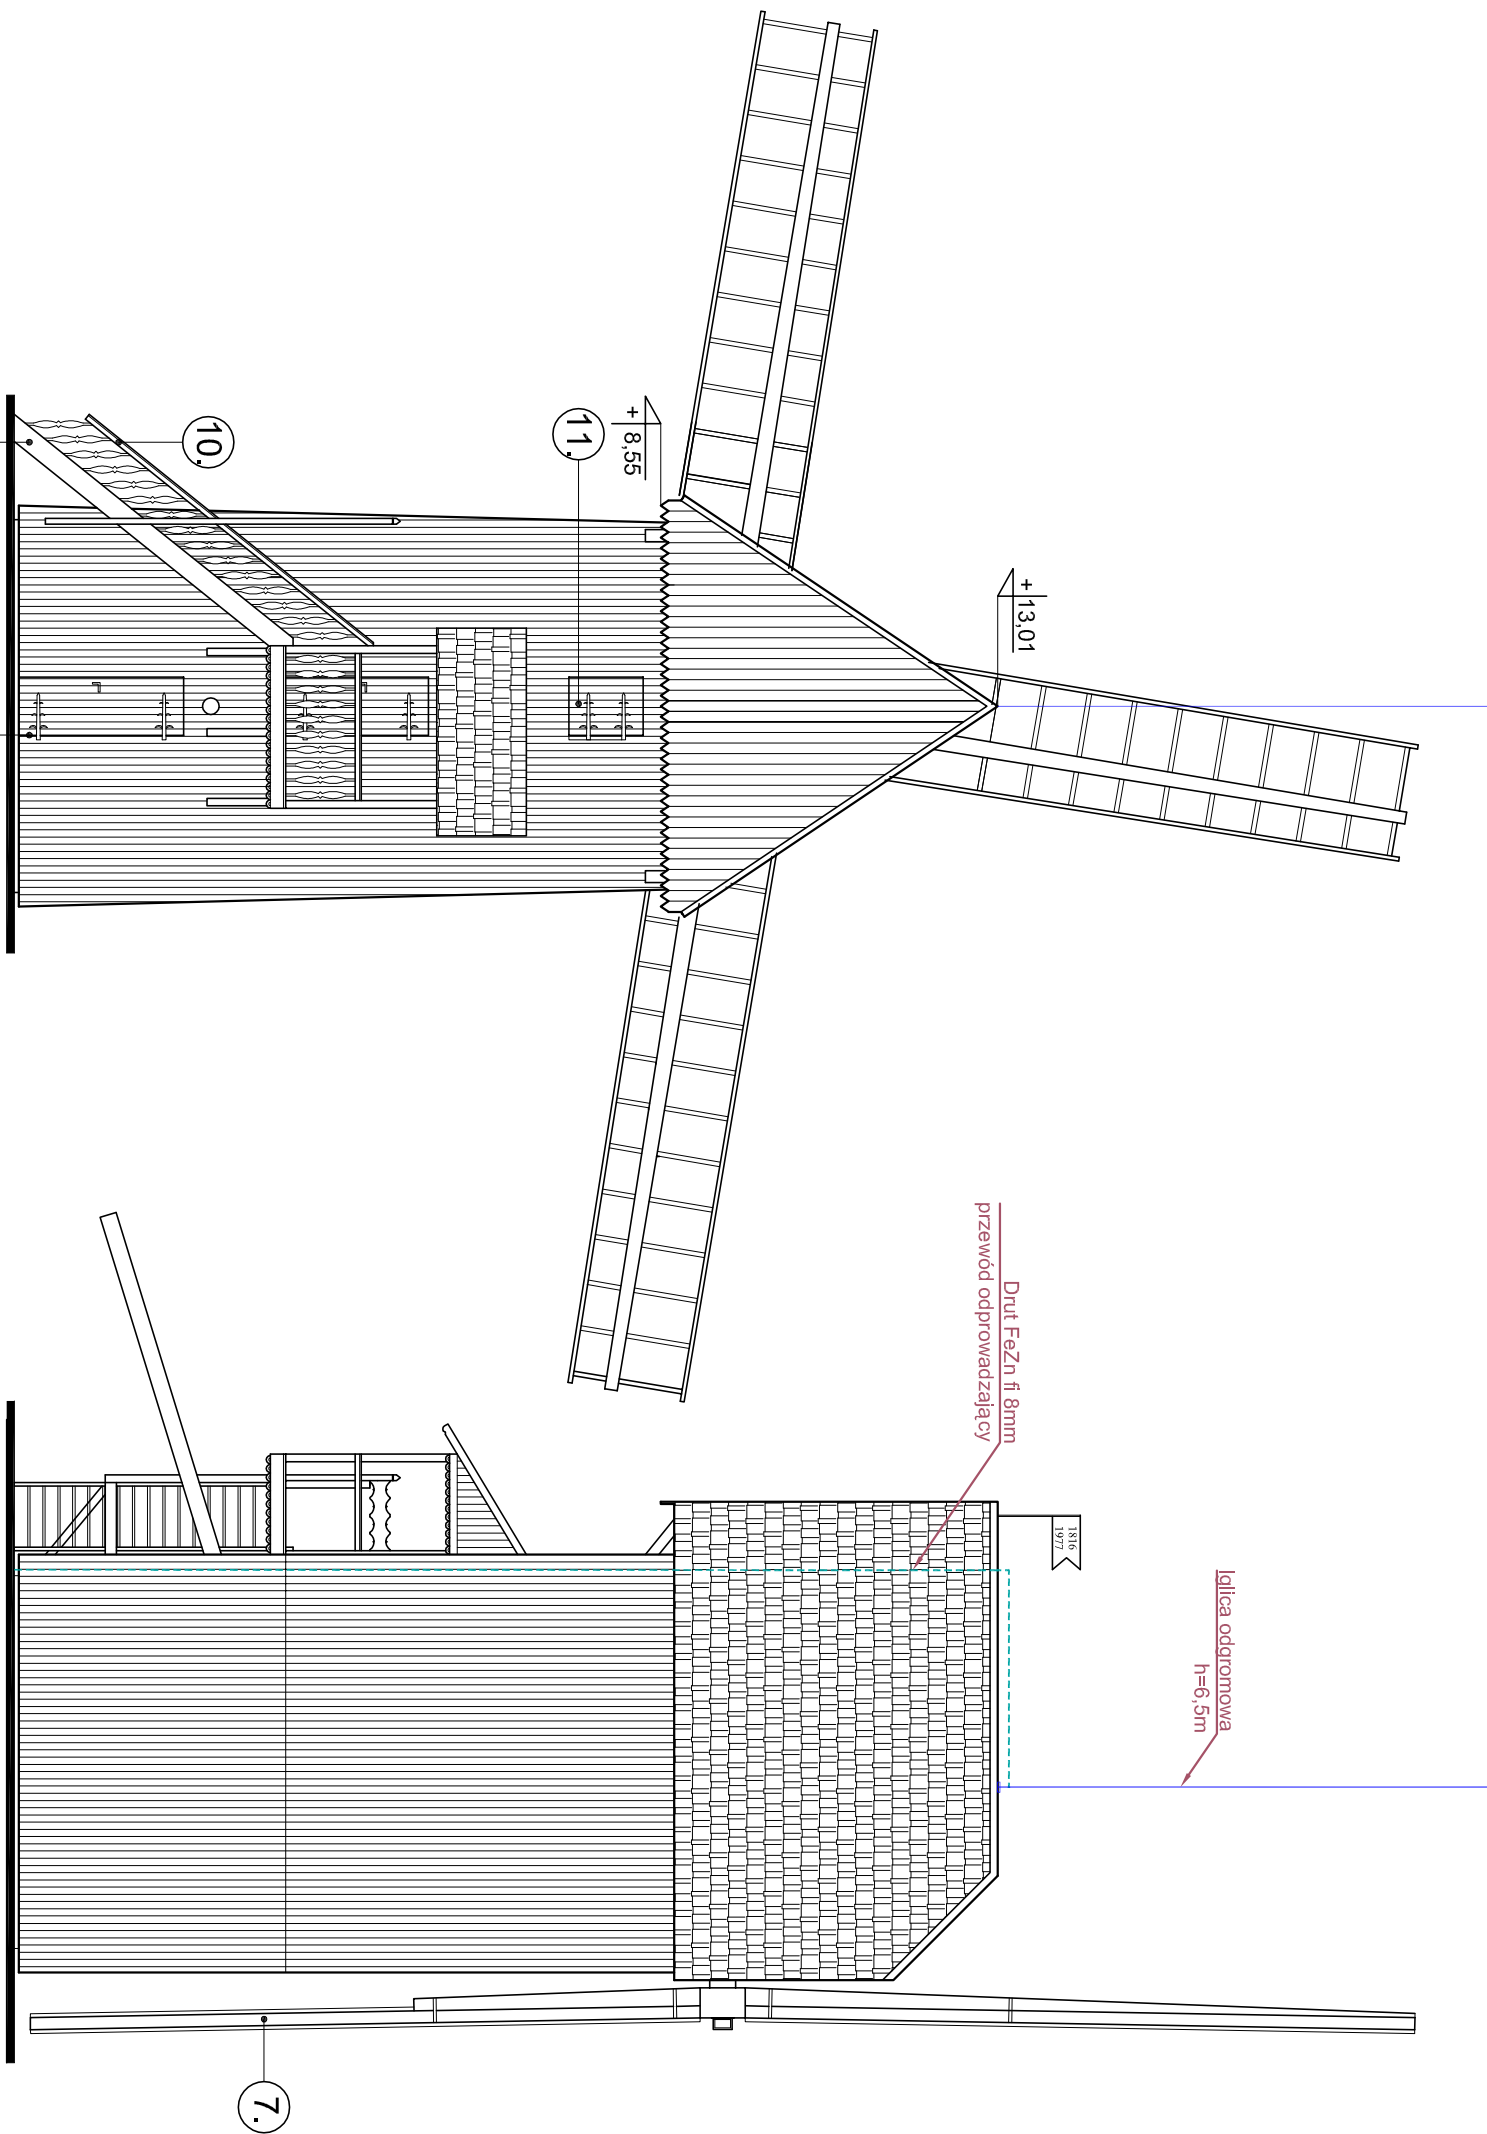 10.
11.
+ 8,55
+ 13,01
Drut FeZn fi 8mm
przewód odprowadzający
1816
1977
Iglica odgromowa
h=6,5m
7.